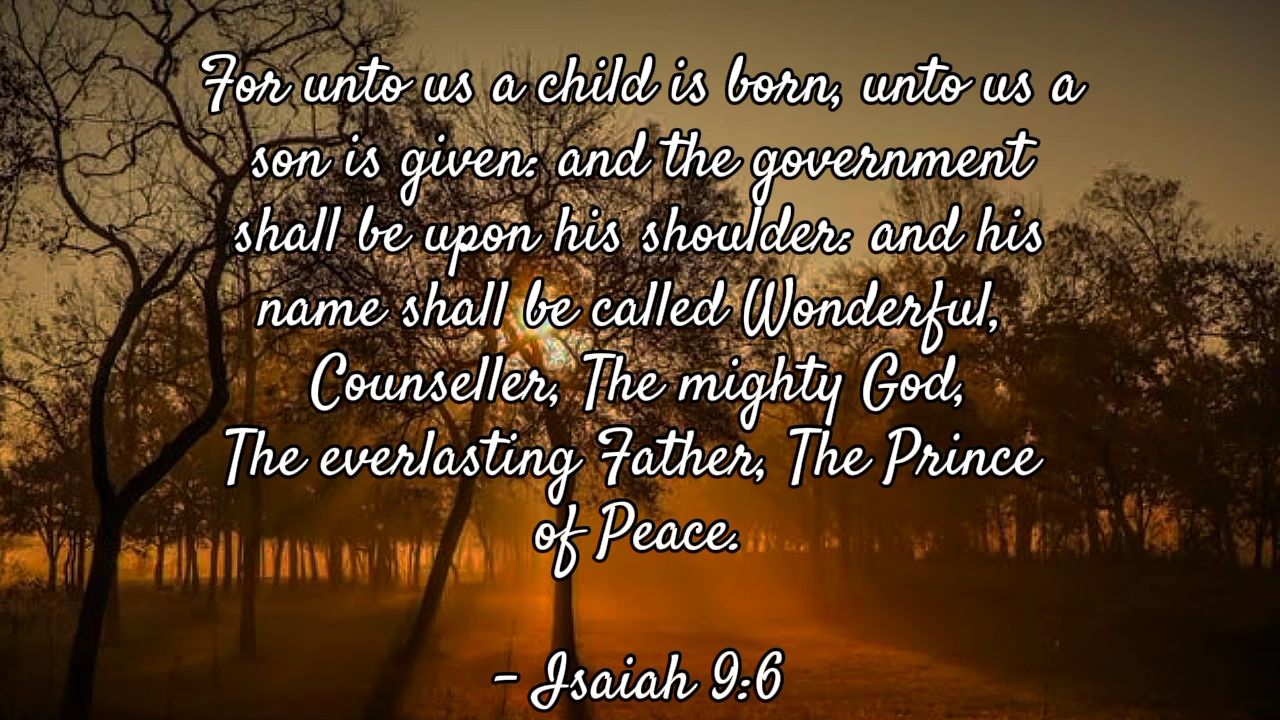 For unto us a child is born, unto us a
son is given: and the government
shall be upon his shoulder: and his
name shall be called Wonderful,
Counseller, The mighty God,
The everlasting Father, The Prince
of Peace.
- Isaiah 9:6